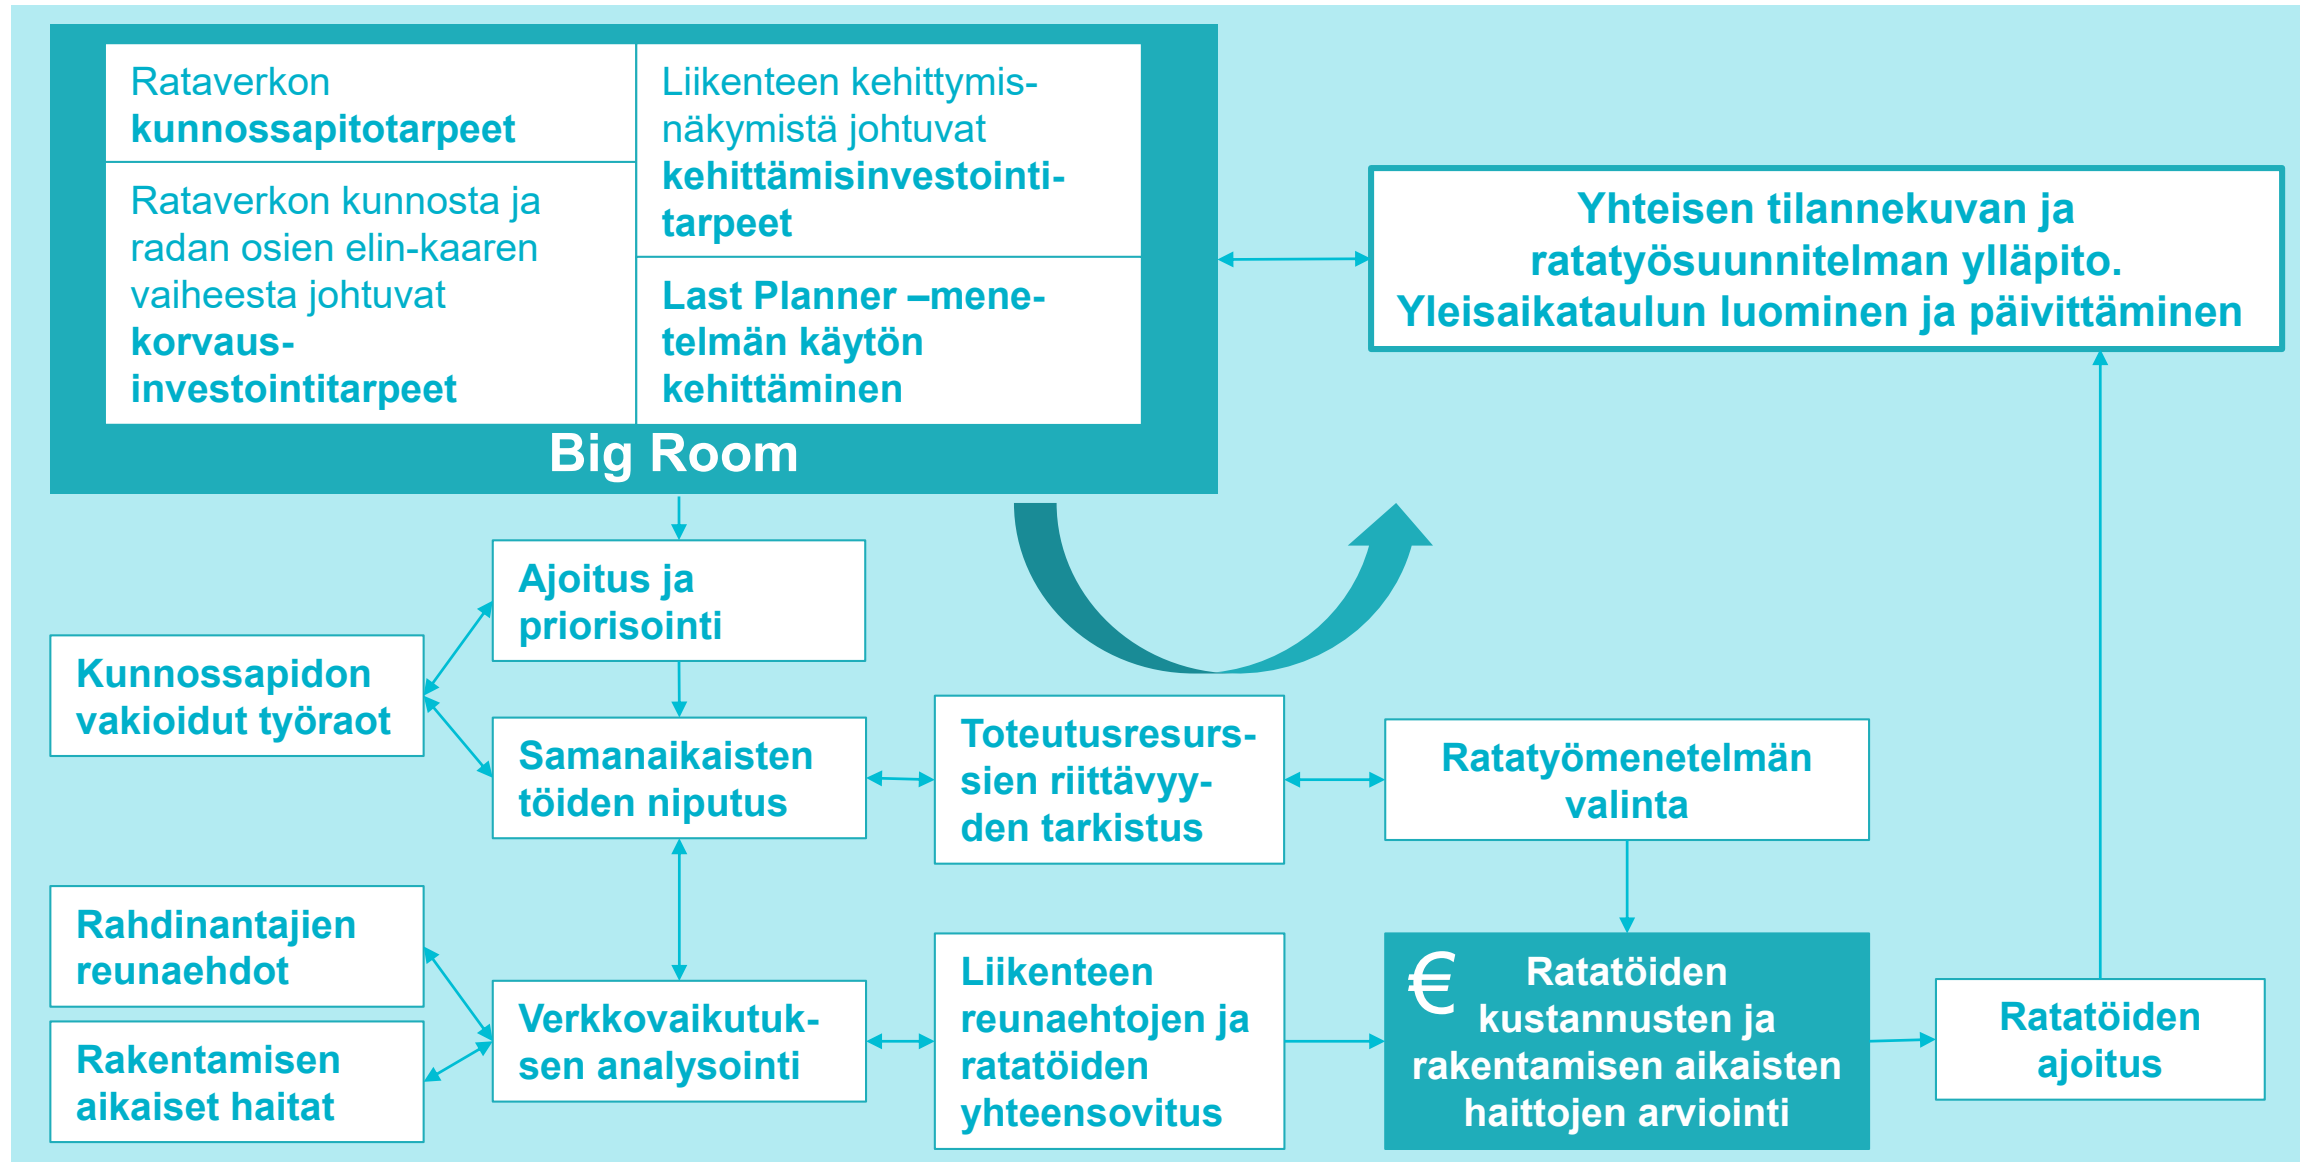 Rataverkon
kunnossapitotarpeet
Rataverkon kunnosta ja
radan osien elin-kaaren
vaiheesta johtuvat
korvaus-
investointitarpeet
Liikenteen kehittymis-
näkymistä johtuvat
kehittämisinvestointi-
tarpeet
Last Planner –mene-
telmän käytön
kehittäminen
Big Room
Yhteisen tilannekuvan ja
ratatyösuunnitelman ylläpito.
Yleisaikataulun luominen ja päivittäminen
Ajoitus ja
priorisointi
Kunnossapidon
vakioidut työraot
Samanaikaisten
töiden niputus
Toteutusresurs-
sien riittävyy-
den tarkistus
Ratatyömenetelmän
valinta
Rahdinantajien
reunaehdot
Rakentamisen
aikaiset haitat
Verkkovaikutuk-
sen analysointi
Liikenteen
reunaehtojen ja
ratatöiden
yhteensovitus
€ Ratatöiden
kustannusten ja
rakentamisen aikaisten
haittojen arviointi
Ratatöiden
ajoitus